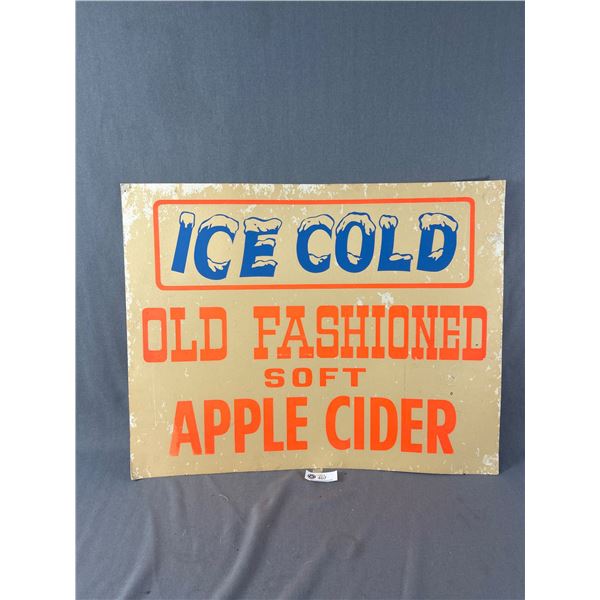 ICE COLD
OLD FASHIONED
SOFT
APPLE CIDER